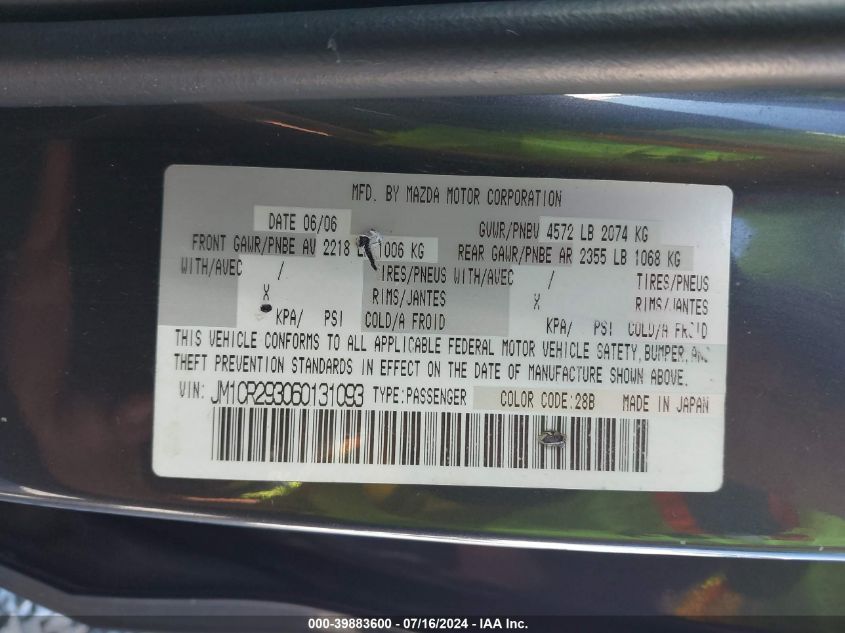 MFD. BY MAZDA MOTOR CORPORATION
DATE 06/06 GVWR/PNBV 4572 LB 2074 KG
FRONT GAWR/PNBE AV 2218 L 1006 KG REAR GAWR/PNBE AR 2355 LB 1068 KG
WITH/AVEC / TIRES/PNEUS WITH/AVEC / TIRES/PNEUS
X RIMS/JANTES X RIMS/JANTES
KPA/ PSI COLD/A FROID KPA/ PSI COLD/A FROID
THIS VEHICLE CONFORMS TO ALL APPLICABLE FEDERAL MOTOR VEHICLE SAFETY, BUMPER, AND
THEFT PREVENTION STANDARDS IN EFFECT ON THE DATE OF MANUFACTURE SHOWN ABOVE.
VIN: JM1CR293060131093 TYPE:PASSENGER COLOR CODE:28B MADE IN JAPAN
000-39883600 - 07/16/2024 - IAA Inc.